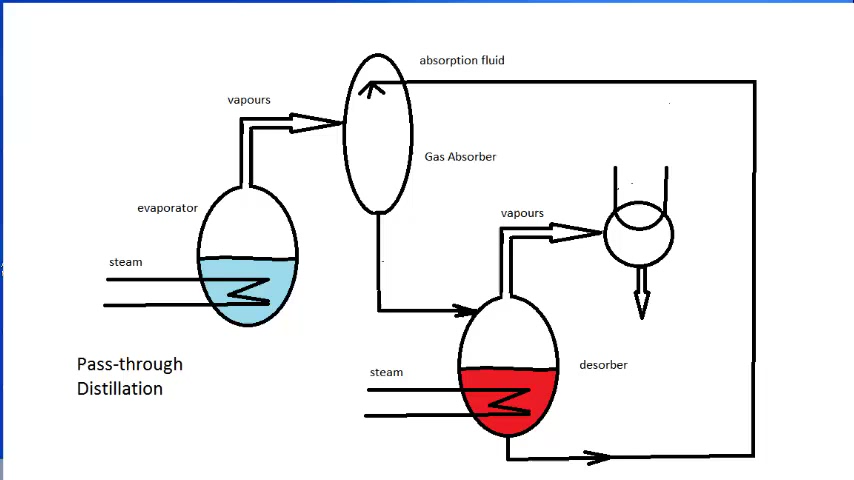 absorption fluid
vapours
Gas Absorber
evaporator
vapours
steam
Pass-through
Distillation
steam
desorber